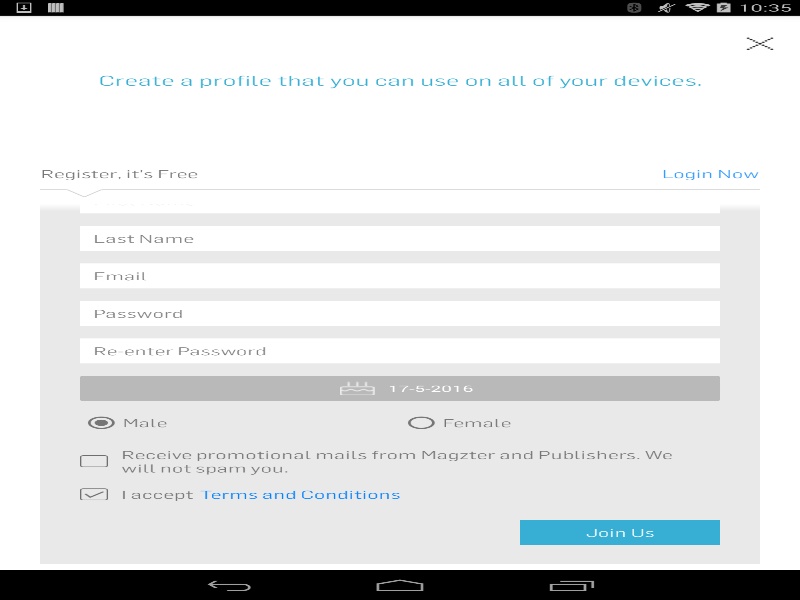 10:35
Create a profile that you can use on all of your devices.
Register, it's Free
Login Now
Last Name
Email
Password
Re-enter Password
17-5-2016
Male
Female
Receive promotional mails from Magzter and Publishers. We
will not spam you.
I accept Terms and Conditions
Join Us